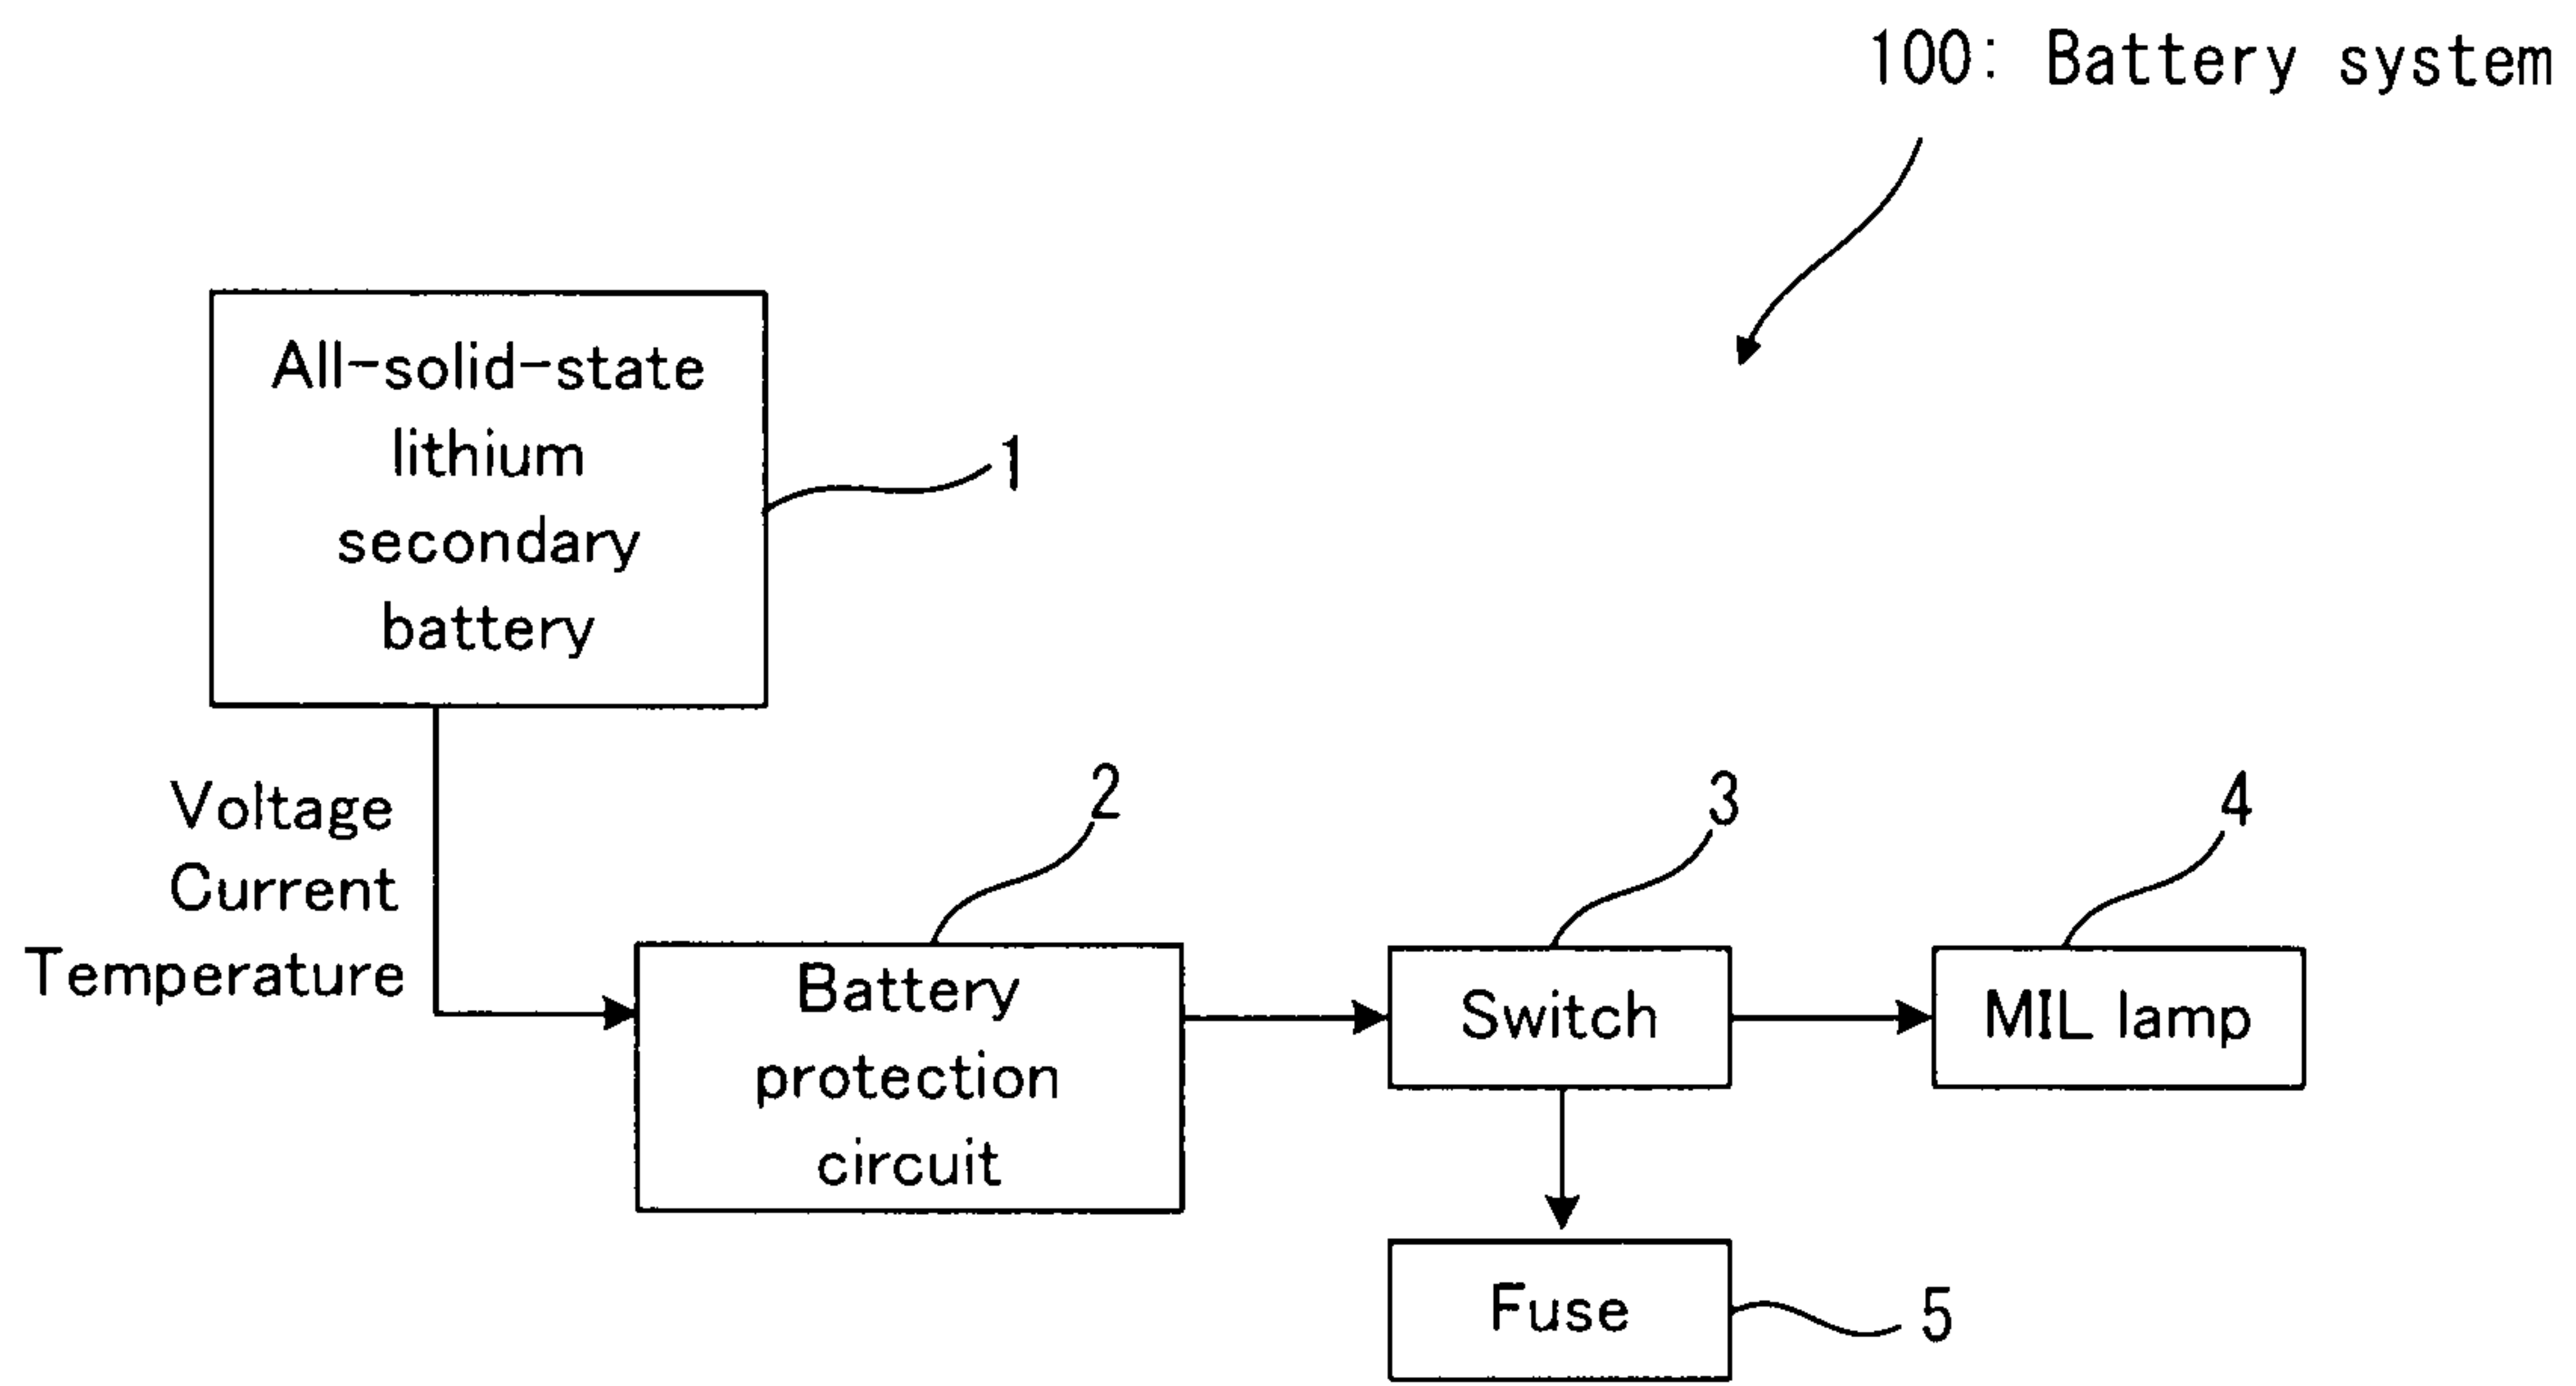 100: Battery system
All-solid-state
lithium
secondary
battery
1
Voltage
Current
Temperature
2
Battery
protection
circuit
3
Switch
4
MIL lamp
Fuse
5